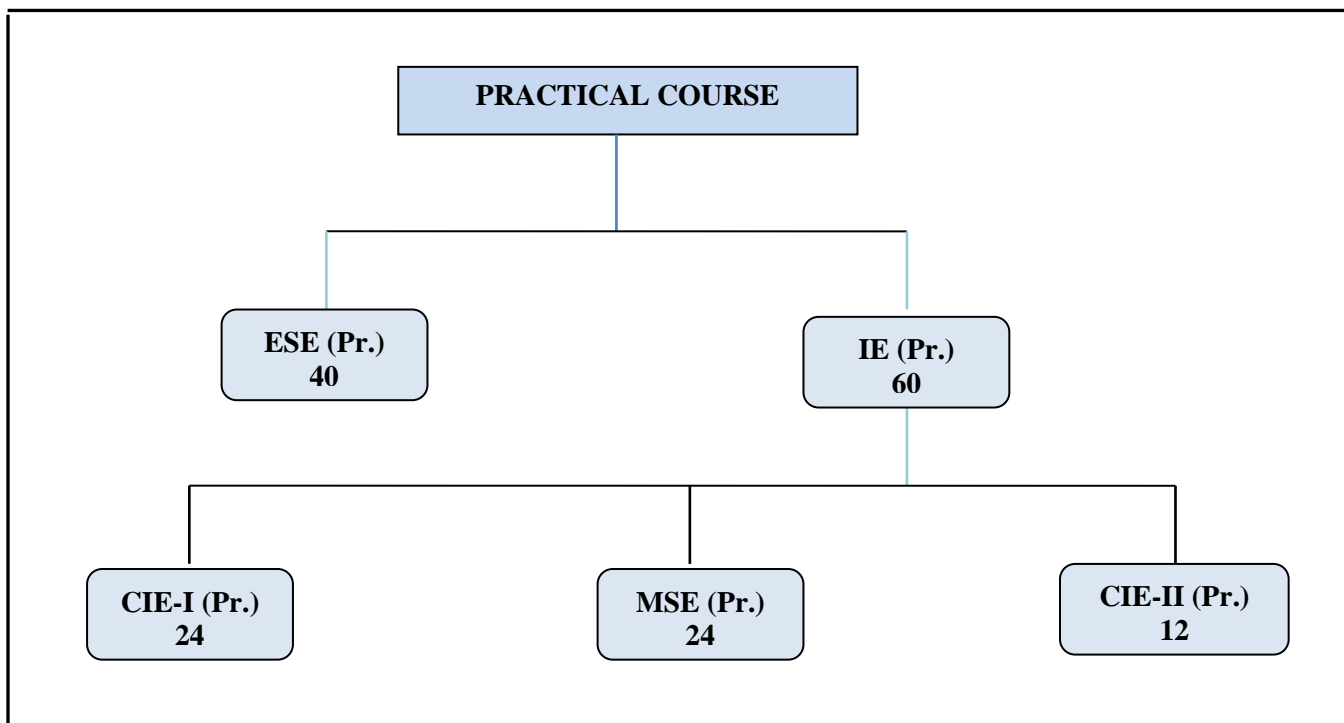 PRACTICAL COURSE
ESE (Pr.)
40
IE (Pr.)
60
CIE-I (Pr.)
24
MSE (Pr.)
24
CIE-II (Pr.)
12